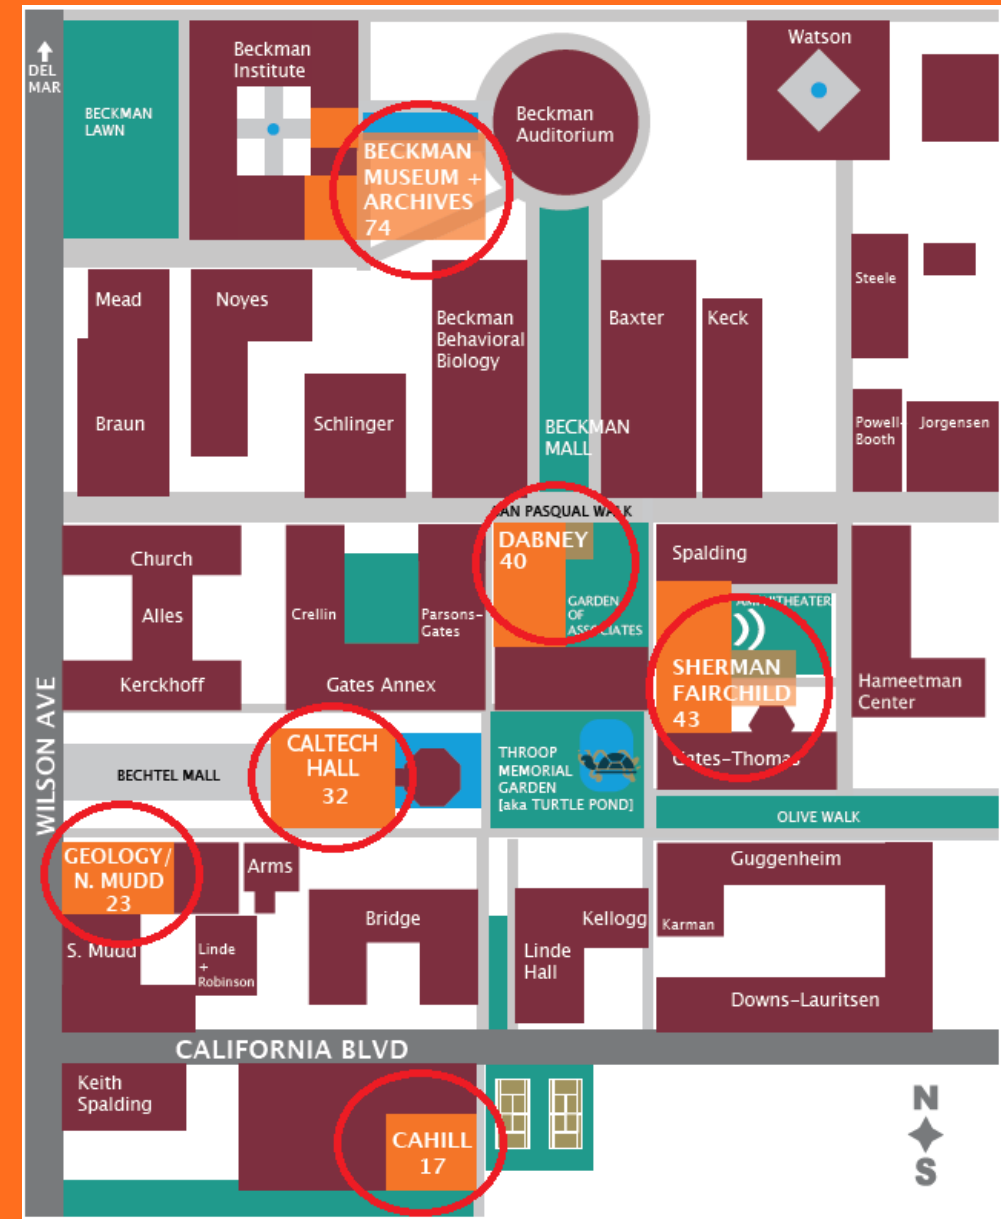 DEL
MAR
BECKMAN
LAWN
Beckman
Institute
BECKMAN
MUSEUM +
ARCHIVES
74
Beckman
Auditorium
Watson
Mead
Noyes
Braun
Schlinger
Beckman
Behavioral
Biology
Baxter
Keck
Steele
Powell-
Booth
Jorgensen
BECKMAN
MALL
SAN PASQUAL WALK
Church
Alles
Kerckhoff
Crellin
Parsons-
Gates
Gates Annex
DABNEY
40
GARDEN
OF
ASSOCIATES
Spalding
AMPHITHEATER
SHERMAN
FAIRCHILD
43
Gates-Thomas
Hameetman
Center
WILSON AVE
BECHTEL MALL
CALTECH
HALL
32
THROOP
MEMORIAL
GARDEN
[aka TURTLE POND]
OLIVE WALK
GEOLOGY/
N. MUDD
23
Arms
S. Mudd
Linde
+
Robinson
Bridge
Kellogg
Linde
Hall
Guggenheim
Karman
Downs-Lauritsen
CALIFORNIA BLVD
Keith
Spalding
CAHILL
17
N
S